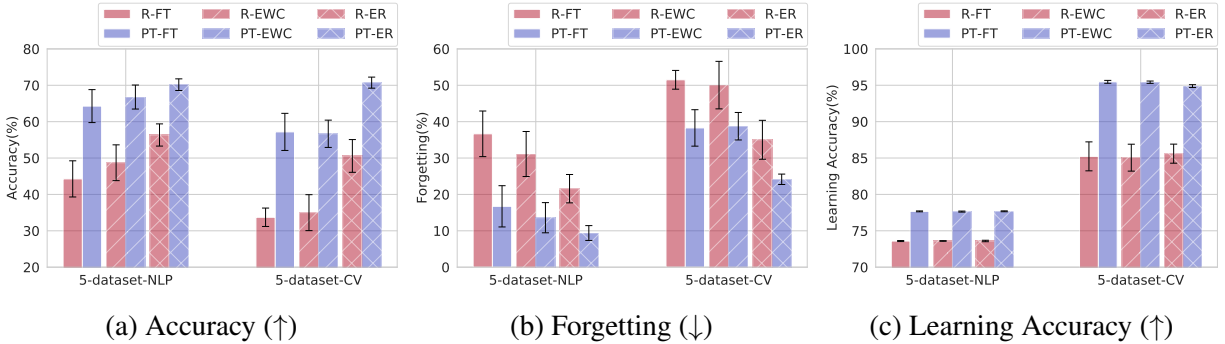 R-FT R-EWC R-ER
PT-FT PT-EWC PT-ER
80
70
60
50
40
30
20
Accuracy(%)
5-dataset-NLP 5-dataset-CV
(a) Accuracy (↑)
R-FT R-EWC R-ER
PT-FT PT-EWC PT-ER
60
50
40
30
20
10
0
Forgetting(%)
5-dataset-NLP 5-dataset-CV
(b) Forgetting (↓)
R-FT R-EWC R-ER
PT-FT PT-EWC PT-ER
100
95
90
85
80
75
70
Learning Accuracy(%)
5-dataset-NLP 5-dataset-CV
(c) Learning Accuracy (↑)